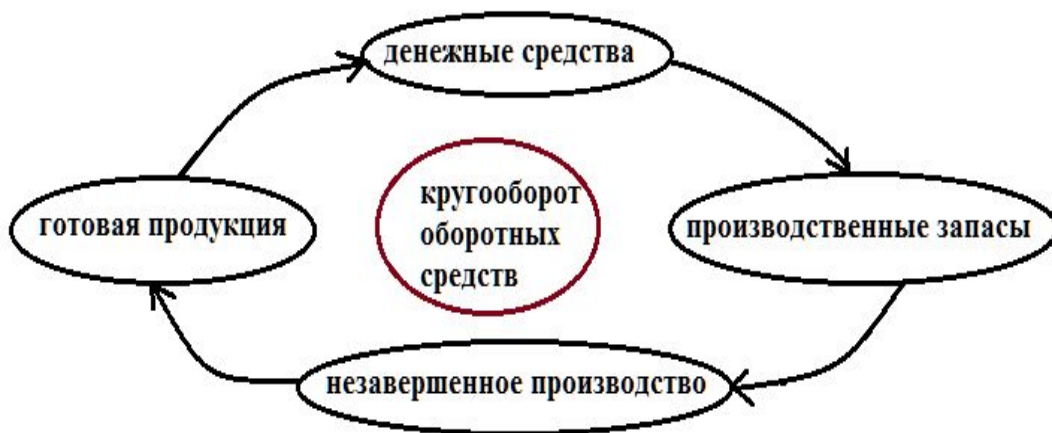 денежные средства
готовая продукция
кругооборот
оборотных
средств
производственные запасы
незавершенное производство